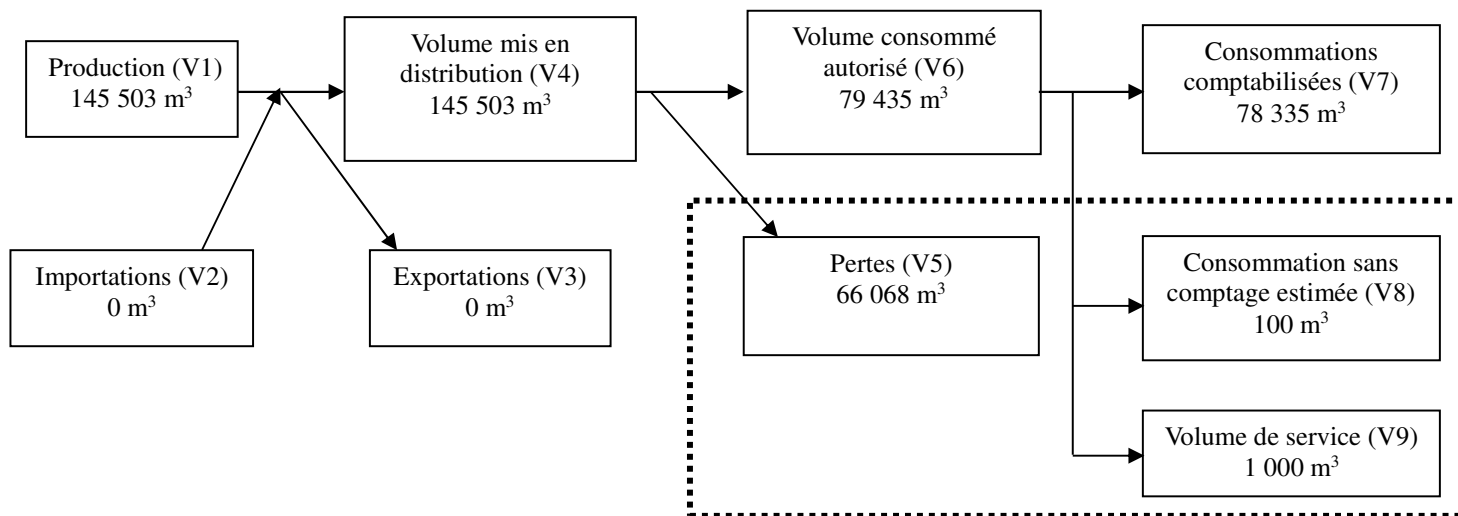 Production (V1)
145 503 m³
Volume mis en
distribution (V4)
145 503 m³
Volume consommé
autorisé (V6)
79 435 m³
Consommations
comptabilisées (V7)
78 335 m³
Importations (V2)
0 m³
Exportations (V3)
0 m³
Pertes (V5)
66 068 m³
Consommation sans
comptage estimée (V8)
100 m³
Volume de service (V9)
1 000 m³